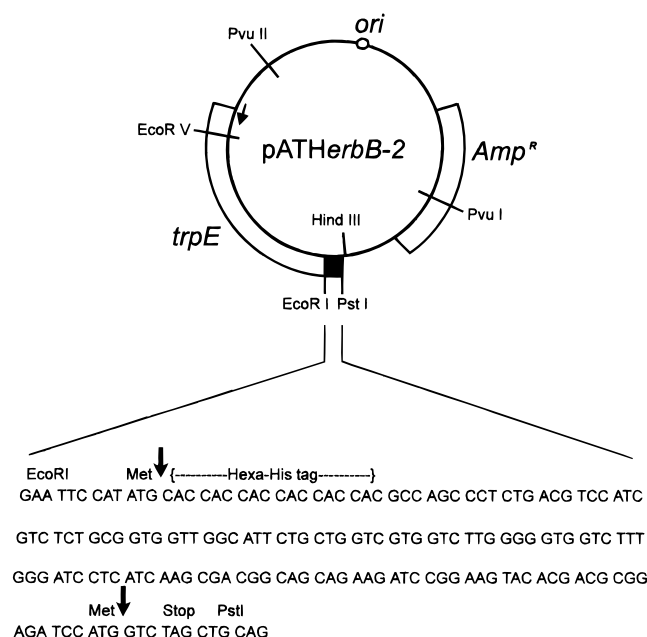 ori
Pvu II
EcoR V
pATHerbB-2
Amp R
Hind III
Pvu I
trpE
EcoR I Pst I
EcoRI Met {----------Hexa-His tag----------}
GAA TTC CAT ATG CAC CAC CAC CAC CAC CAC GCC AGC CCT CTG ACG TCC ATC
GTC TCT GCG GTG GTT GGC ATT CTG CTG GTC GTG GTC TTG GGG GTG GTC TTT
GGG ATC CTC ATC AAG CGA CGG CAG CAG AAG ATC CGG AAG TAC ACG ACG CGG
Met Stop PstI
AGA TCC ATG GTC TAG CTG CAG